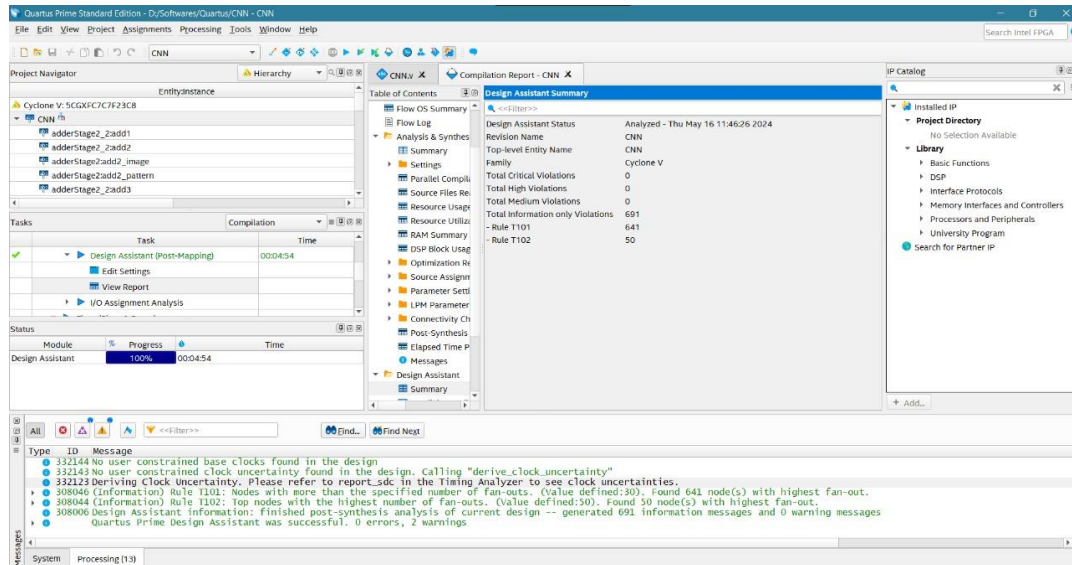 Quartus Prime Standard Edition - D:/Softwares/Quartus/CNN - CNN
File Edit View Project Assignments Processing Tools Window Help
Search Intel FPGA
CNN
Project Navigator
Hierarchy
Entity:Instance
Cyclone V: 5CGXFC7C7F23C8
CNN
adderStage2_2:add1
adderStage2_2:add2
adderStage2:add2_image
adderStage2:add2_pattern
adderStage2_2:add3
Tasks
Compilation
Task Time
Design Assistant (Post-Mapping) 00:04:54
Edit Settings
View Report
I/O Assignment Analysis
Status
Module % Progress Time
Design Assistant 100% 00:04:54
CNN.v
Compilation Report - CNN
Table of Contents
Flow OS Summary
Flow Log
Analysis & Synthes
Summary
Settings
Parallel Compila
Source Files Re
Resource Usage
Resource Utiliza
RAM Summary
DSP Block Usag
Optimization Re
Source Assignm
Parameter Setti
LPM Parameter
Connectivity Ch
Post-Synthesis
Elapsed Time P
Messages
Design Assistant
Summary
Design Assistant Summary
<<Filter>>
Design Assistant Status Analyzed - Thu May 16 11:46:26 2024
Revision Name CNN
Top-level Entity Name CNN
Family Cyclone V
Total Critical Violations 0
Total High Violations 0
Total Medium Violations 0
Total Information only Violations 691
- Rule T101 641
- Rule T102 50
IP Catalog
Installed IP
Project Directory
No Selection Available
Library
Basic Functions
DSP
Interface Protocols
Memory Interfaces and Controllers
Processors and Peripherals
University Program
Search for Partner IP
+ Add...
All
<<Filter>>
Find...
Find Next
Type ID Message
332144 No user constrained base clocks found in the design
332143 No user constrained clock uncertainty found in the design. Calling "derive_clock_uncertainty"
332123 Deriving Clock Uncertainty. Please refer to report_sdc in the Timing Analyzer to see clock uncertainties.
308046 (Information) Rule T101: Nodes with more than the specified number of fan-outs. (Value defined:30). Found 641 node(s) with highest fan-out.
308044 (Information) Rule T102: Top nodes with the highest number of fan-outs. (Value defined:50). Found 50 node(s) with highest fan-out.
308006 Design Assistant information: finished post-synthesis analysis of current design -- generated 691 information messages and 0 warning messages
Quartus Prime Design Assistant was successful. 0 errors, 2 warnings
Messages
System Processing (13)